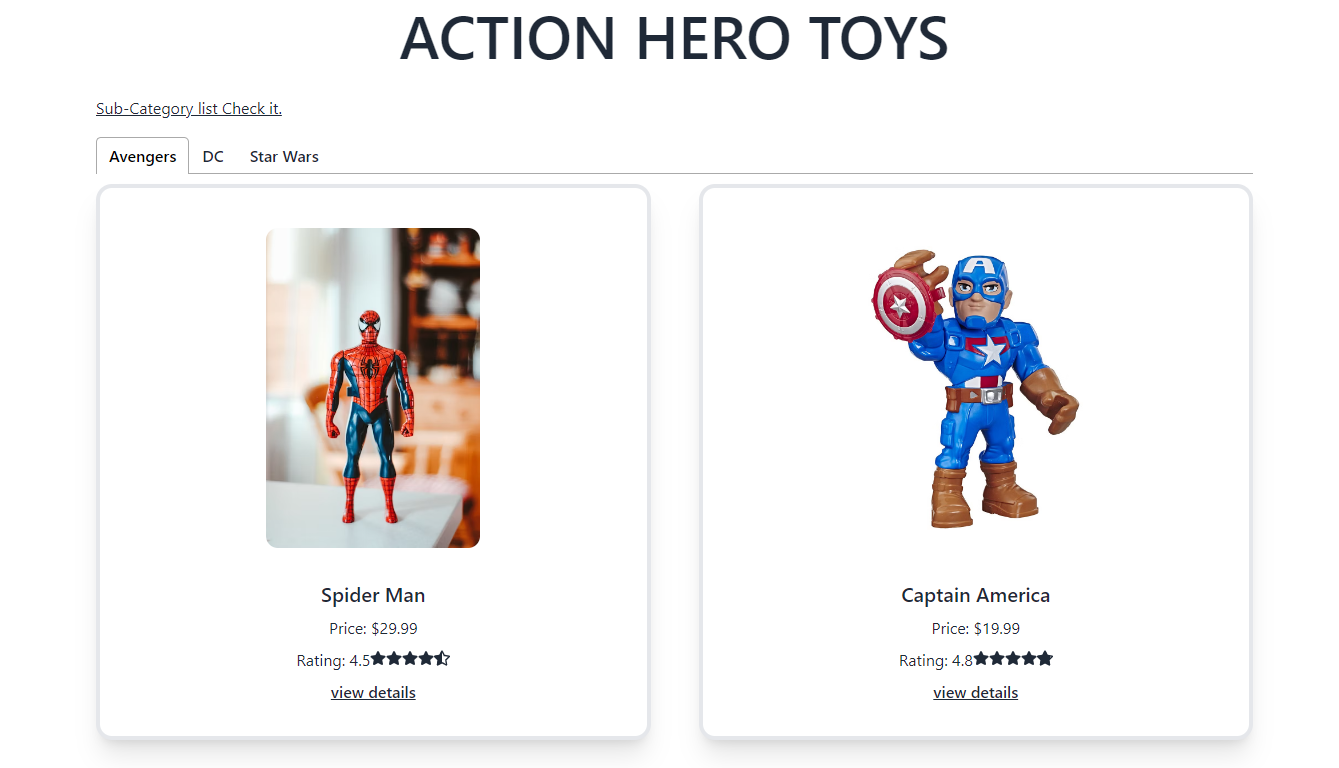 ACTION HERO TOYS
Sub-Category list Check it.
Avengers DC Star Wars
Spider Man
Price: $29.99
Rating: 4.5
view details
Captain America
Price: $19.99
Rating: 4.8
view details